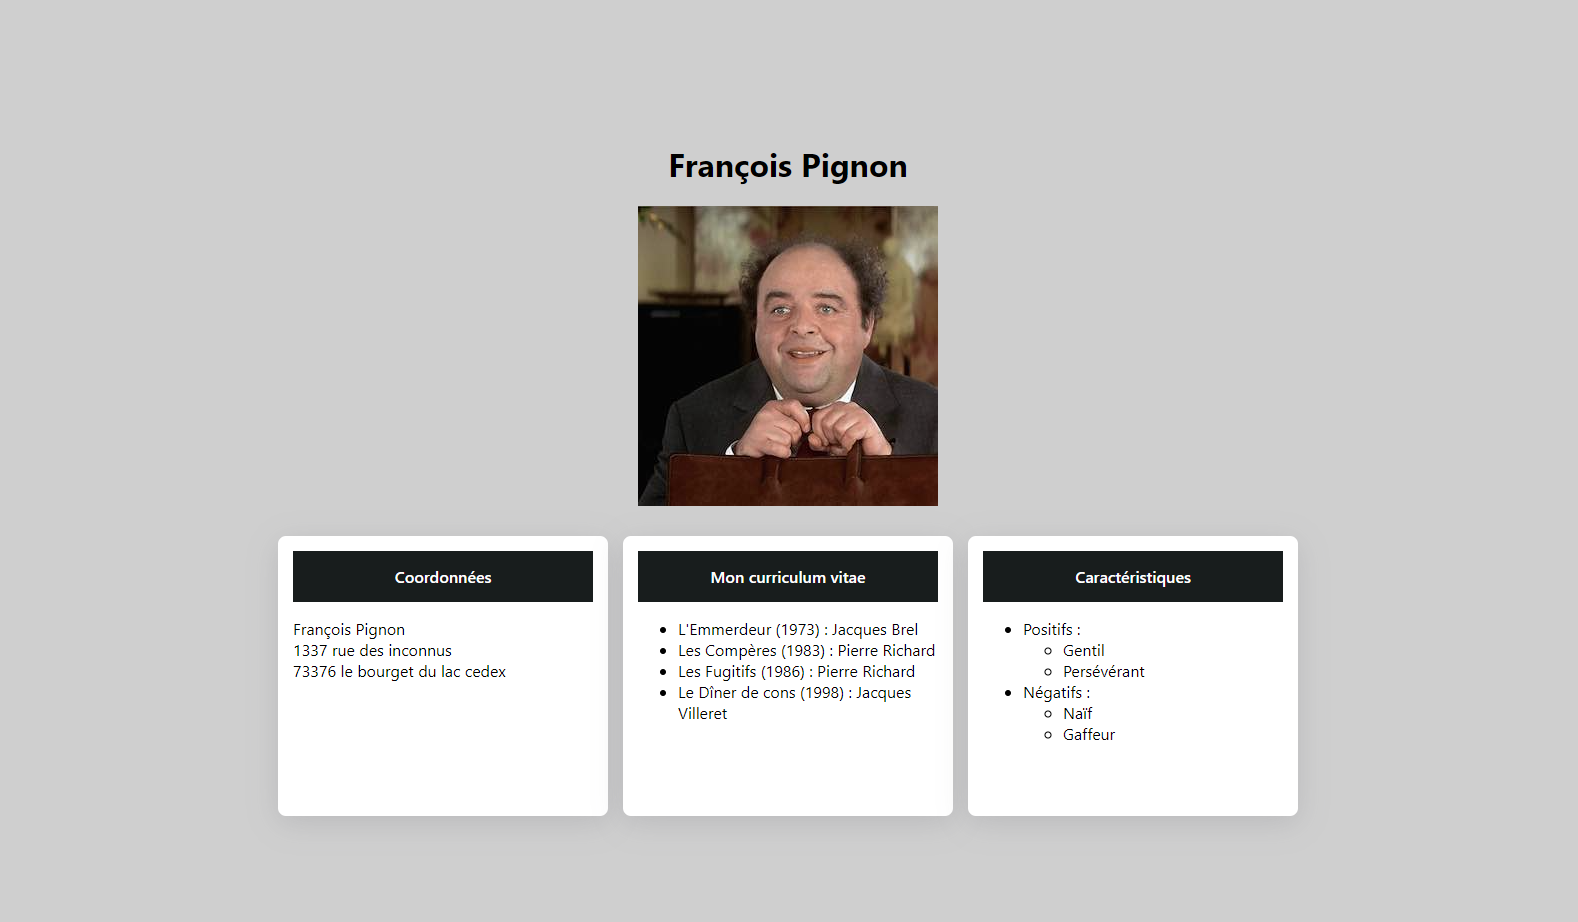 François Pignon
Coordonnées
François Pignon
1337 rue des inconnus
73376 le bourget du lac cedex
Mon curriculum vitae
L'Emmerdeur (1973) : Jacques Brel
Les Compères (1983) : Pierre Richard
Les Fugitifs (1986) : Pierre Richard
Le Dîner de cons (1998) : Jacques
Villeret
Caractéristiques
Positifs :
Gentil
Persévérant
Négatifs :
Naïf
Gaffeur